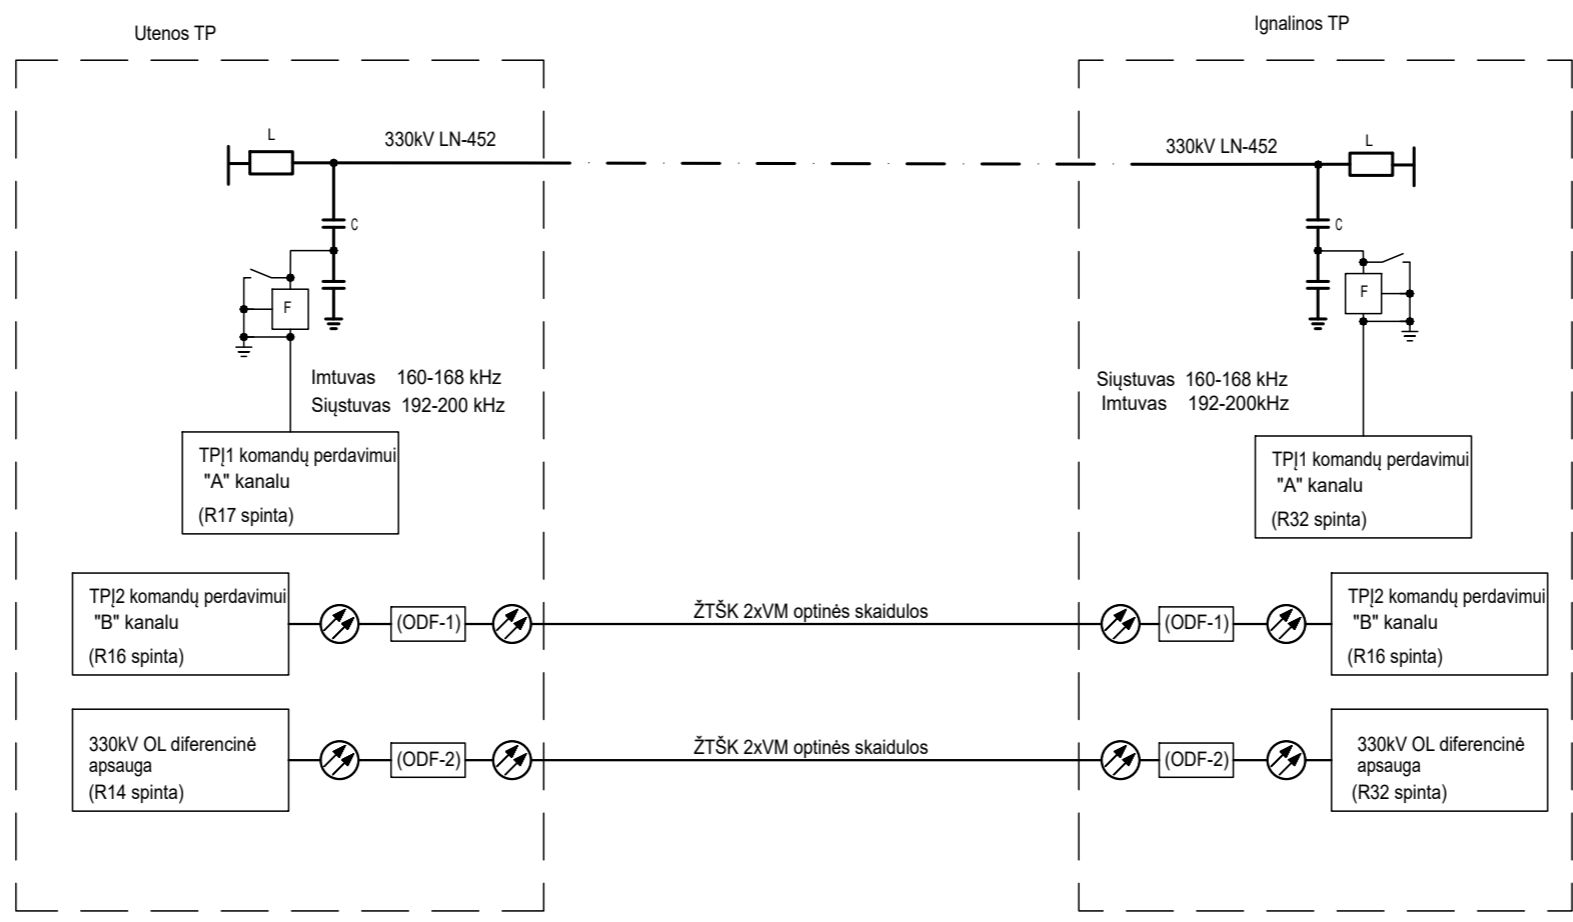 Utenos TP
Ignalinos TP
L
330kV LN-452
330kV LN-452
L
C
C
F
F
Imtuvas 160-168 kHz
Siųstuvas 192-200 kHz
Siųstuvas 160-168 kHz
Imtuvas 192-200kHz
TPĮ1 komandų perdavimui
"A" kanalu
(R17 spinta)
TPĮ1 komandų perdavimui
"A" kanalu
(R32 spinta)
TPĮ2 komandų perdavimui
"B" kanalu
(R16 spinta)
(ODF-1)
ŽTŠK 2xVM optinės skaidulos
(ODF-1)
TPĮ2 komandų perdavimui
"B" kanalu
(R16 spinta)
330kV OL diferencinė
apsauga
(R14 spinta)
(ODF-2)
ŽTŠK 2xVM optinės skaidulos
(ODF-2)
330kV OL diferencinė
apsauga
(R32 spinta)